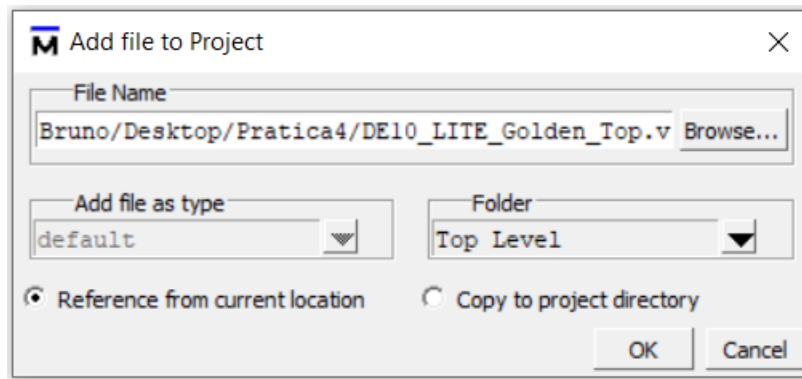 M Add file to Project
File Name
Bruno/Desktop/Pratica4/DE10_LITE_Golden_Top.v Browse...
Add file as type Folder
default Top Level
Reference from current location Copy to project directory
OK Cancel